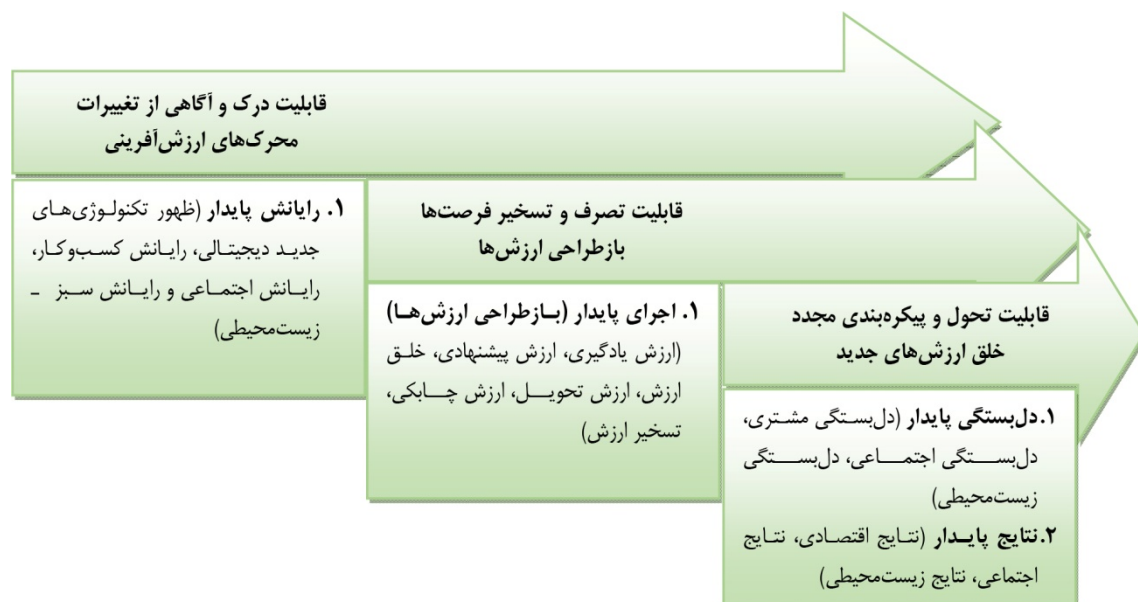 قابلیت درک و آگاهی از تغییرات
محرک‌های ارزش‌آفرینی
۱. رایانش پایدار (ظهور تکنولوژی‌های
جدید دیجیتالی، رایانش کسب‌وکار،
رایانش اجتماعی و رایانش سبز ـ
زیست‌محیطی)
قابلیت تصرف و تسخیر فرصت‌ها
بازطراحی ارزش‌ها
۱. اجرای پایدار (بازطراحی ارزش‌ها)
(ارزش یادگیری، ارزش پیشنهادی، خلق
ارزش، ارزش تحویل، ارزش چابکی،
تسخیر ارزش)
قابلیت تحول و پیکره‌بندی مجدد
خلق ارزش‌های جدید
۱.دل‌بستگی پایدار (دل‌بستگی مشتری،
دل‌بستگی اجتماعی، دل‌بستگی
زیست‌محیطی)
۲.نتایج پایدار (نتایج اقتصادی، نتایج
اجتماعی، نتایج زیست‌محیطی)